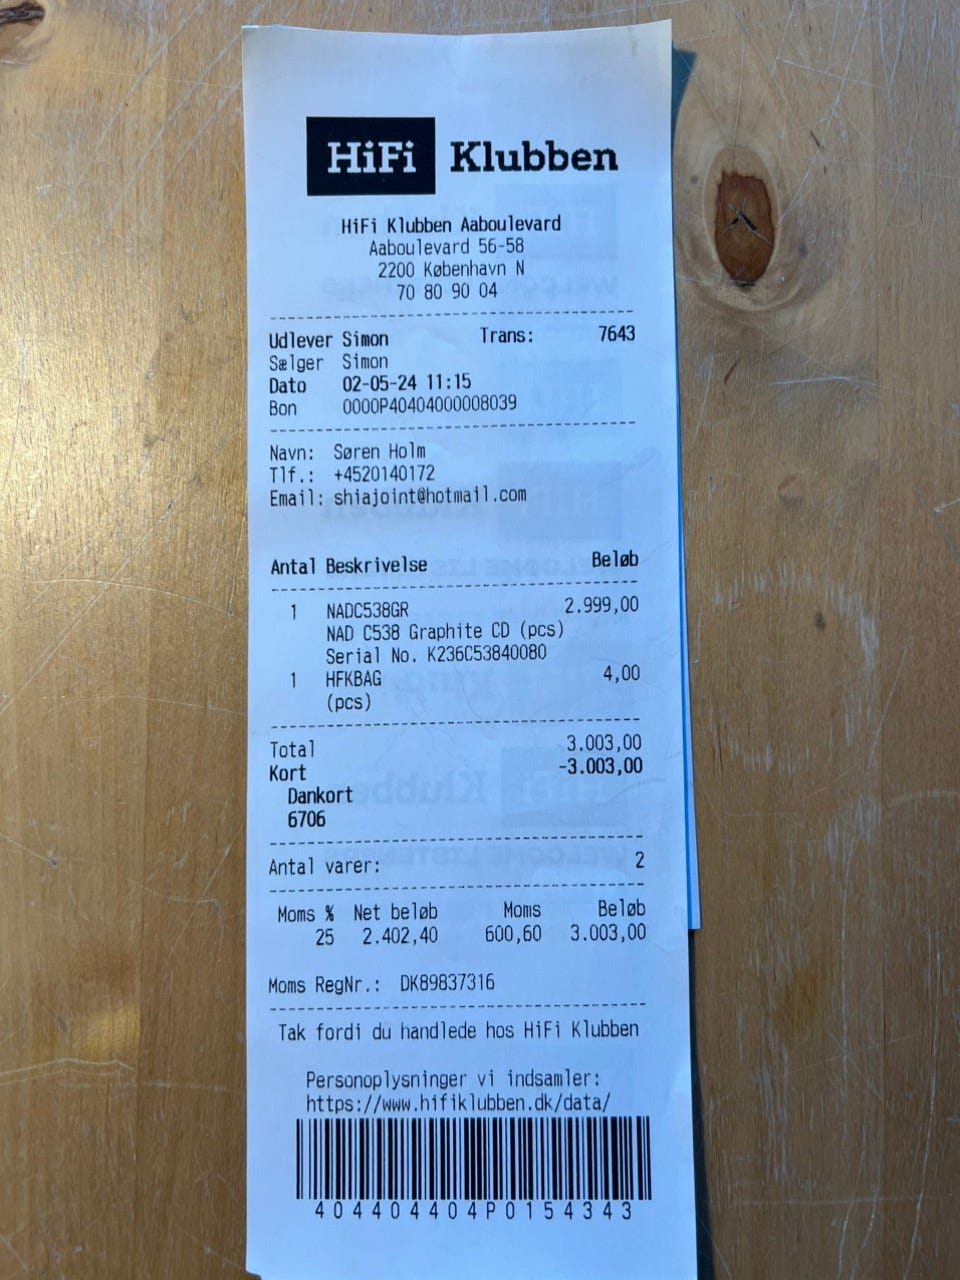 HiFi Klubben
HiFi Klubben Aaboulevard
Aaboulevard 56-58
2200 København N
70 80 90 04
Udlever Simon Trans: 7643
Sælger Simon
Dato 02-05-24 11:15
Bon 0000P40404000008039
Navn: Søren Holm
Tlf.: +4520140172
Email: shiajoint@hotmail.com
Antal Beskrivelse Beløb
1 NADC538GR 2.999,00
NAD C538 Graphite CD (pcs)
Serial No. K236C53840080
1 HFKBAG 4,00
(pcs)
Total 3.003,00
Kort -3.003,00
Dankort
6706
Antal varer: 2
Moms % Net beløb Moms Beløb
25 2.402,40 600,60 3.003,00
Moms RegNr.: DK89837316
Tak fordi du handlede hos HiFi Klubben
Personoplysninger vi indsamler:
https://www.hifiklubben.dk/data/
404404404P0154343